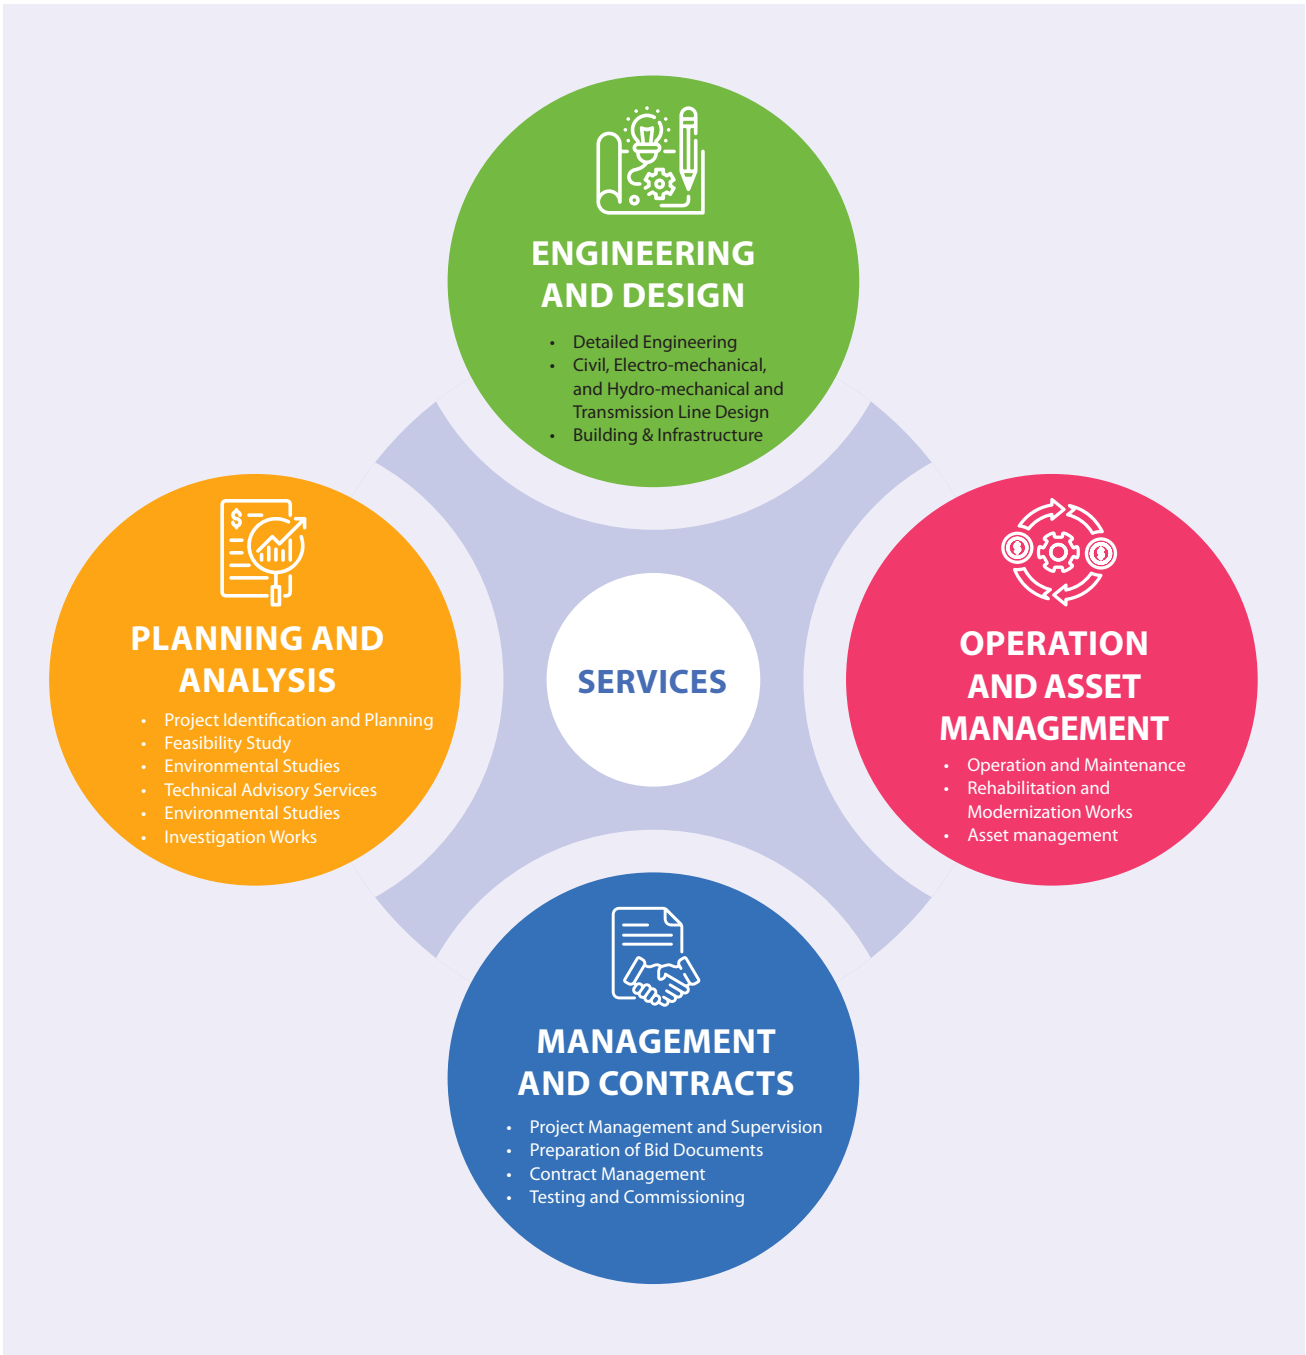 ENGINEERING
AND DESIGN
• Detailed Engineering
• Civil, Electro-mechanical,
and Hydro-mechanical and
Transmission Line Design
• Building & Infrastructure
$
PLANNING AND
ANALYSIS
• Project Identification and Planning
• Feasibility Study
• Environmental Studies
• Technical Advisory Services
• Environmental Studies
• Investigation Works
SERVICES
OPERATION
AND ASSET
MANAGEMENT
• Operation and Maintenance
• Rehabilitation and
Modernization Works
• Asset management
MANAGEMENT
AND CONTRACTS
• Project Management and Supervision
• Preparation of Bid Documents
• Contract Management
• Testing and Commissioning